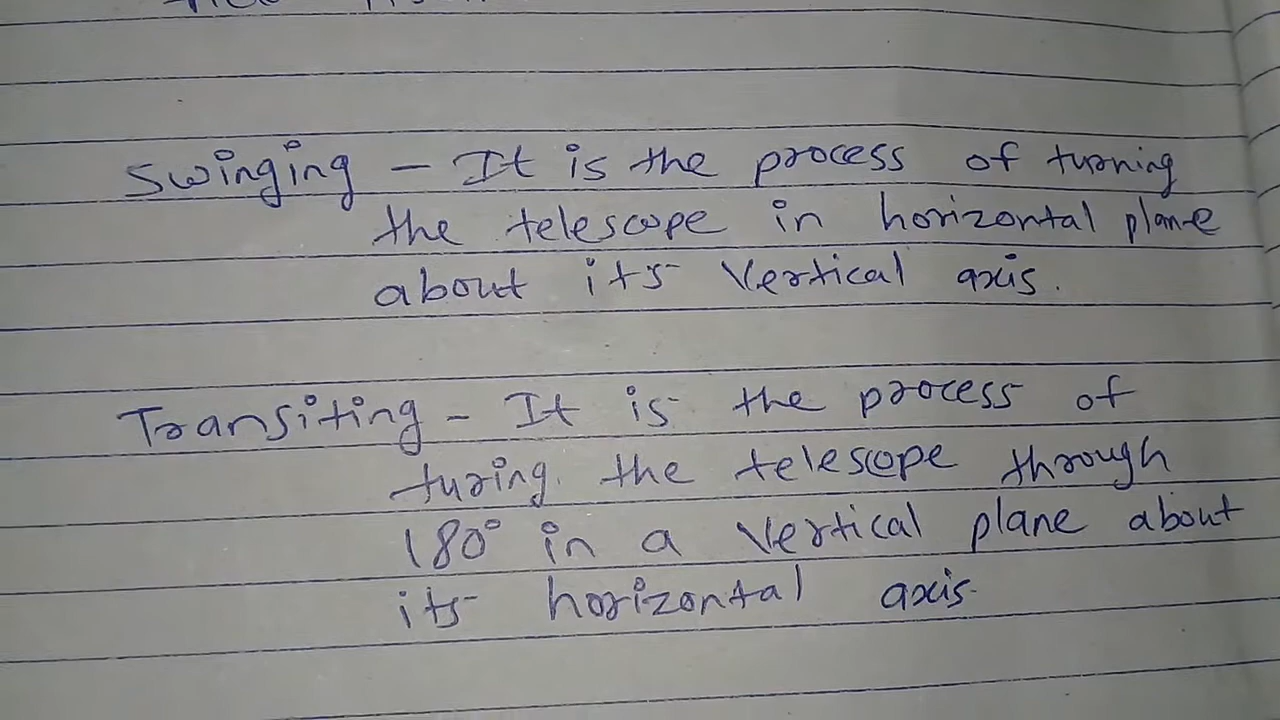 Swinging - It is the process of turning
the telescope in horizontal plane
about its vertical axis.
Transiting - It is the process of
turing the telescope through
180° in a vertical plane about
its horizontal axis.